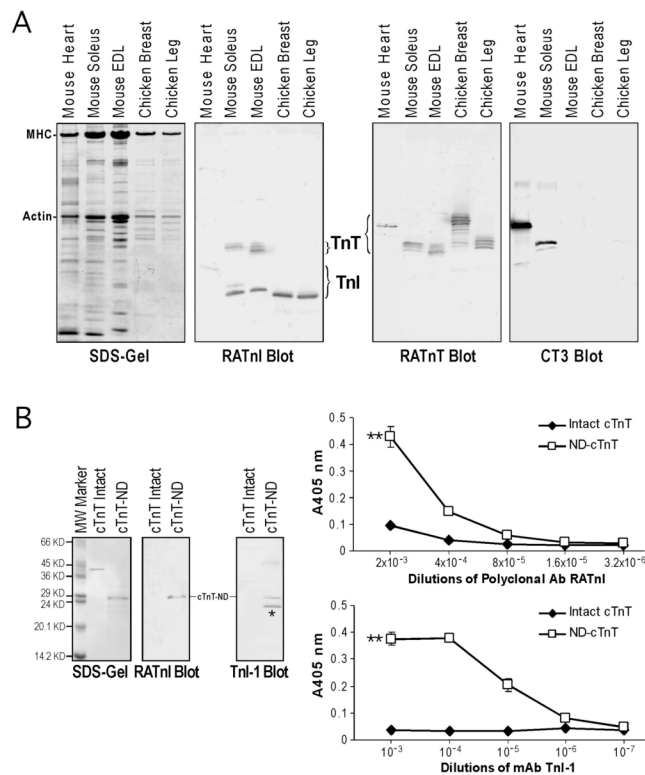 A
Mouse Heart
Mouse Soleus
Mouse EDL
Chicken Breast
Chicken Leg
Mouse Heart
Mouse Soleus
Mouse EDL
Chicken Breast
Chicken Leg
Mouse Heart
Mouse Soleus
Mouse EDL
Chicken Breast
Chicken Leg
Mouse Heart
Mouse Soleus
Mouse EDL
Chicken Breast
Chicken Leg
MHC
Actin
TnT
TnI
SDS-Gel
RATnI Blot
RATnT Blot
CT3 Blot
B
MW Marker
cTnT Intact
cTnT-ND
cTnT Intact
cTnT-ND
cTnT Intact
cTnT-ND
66 KD
45 KD
36 KD
29 KD
24 KD
20.1 KD
14.2 KD
cTnT-ND
*
SDS-Gel
RATnI Blot
TnI-1 Blot
0.5
0.4
0.3
0.2
0.1
0
A405 nm
**
Intact cTnT
ND-cTnT
2x10⁻³ 4x10⁻⁴ 8x10⁻⁵ 1.6x10⁻⁵ 3.2x10⁻⁶
Dilutions of Polyclonal Ab RATnI
0.5
0.4
0.3
0.2
0.1
0
A405 nm
**
Intact cTnT
ND-cTnT
10⁻³ 10⁻⁴ 10⁻⁵ 10⁻⁶ 10⁻⁷
Dilutions of mAb TnI-1